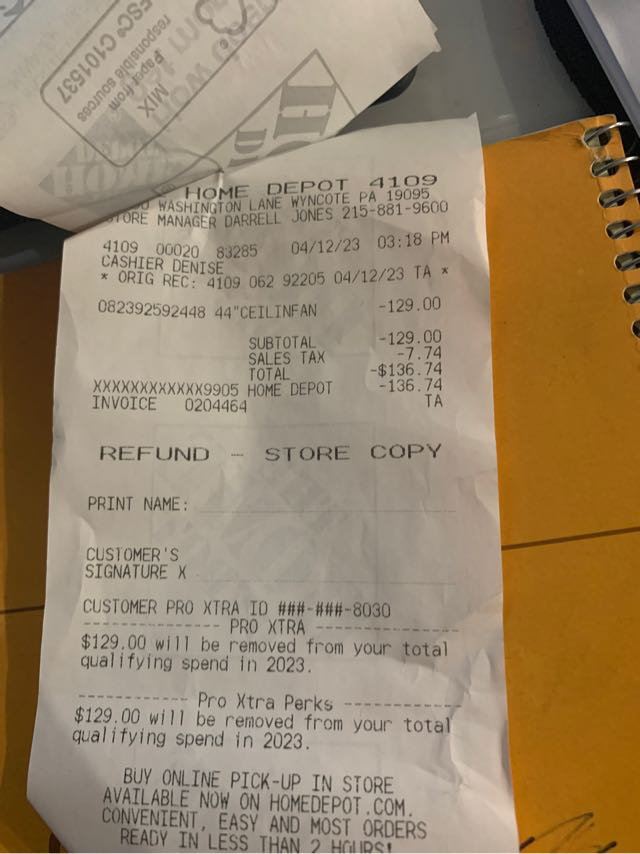 FSC® C101537
responsible sources
Paper from
MIX
HOME DEPOT 4109
WASHINGTON LANE WYNCOTE PA 19095
STORE MANAGER DARRELL JONES 215-881-9600
4109 00020 83285 04/12/23 03:18 PM
CASHIER DENISE
* ORIG REC: 4109 062 92205 04/12/23 TA *
082392592448 44"CEILINFAN -129.00
SUBTOTAL -129.00
SALES TAX -7.74
TOTAL -$136.74
XXXXXXXXXXXX9905 HOME DEPOT -136.74
INVOICE 0204464 TA
REFUND - STORE COPY
PRINT NAME:
CUSTOMER'S
SIGNATURE X
CUSTOMER PRO XTRA ID ###-###-8030
--------------- PRO XTRA ---------------
$129.00 will be removed from your total
qualifying spend in 2023.
------------ Pro Xtra Perks ------------
$129.00 will be removed from your total
qualifying spend in 2023.
BUY ONLINE PICK-UP IN STORE
AVAILABLE NOW ON HOMEDEPOT.COM.
CONVENIENT, EASY AND MOST ORDERS
READY IN LESS THAN 2 HOURS!